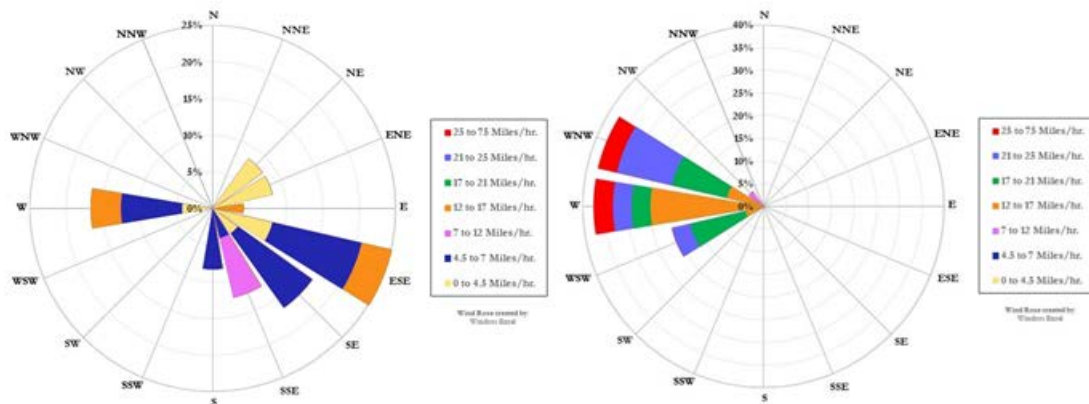 N
NNE
NE
ENE
E
ESE
SE
SSE
S
SSW
SW
WSW
W
WNW
NW
NNW
25%
20%
15%
10%
5%
0%
25 to 75 Miles/hr.
21 to 25 Miles/hr.
17 to 21 Miles/hr.
12 to 17 Miles/hr.
7 to 12 Miles/hr.
4.5 to 7 Miles/hr.
0 to 4.5 Miles/hr.
Wind Rose created by:
Windrose Excel
N
NNE
NE
ENE
E
ESE
SE
SSE
S
SSW
SW
WSW
W
WNW
NW
NNW
40%
35%
30%
25%
20%
15%
10%
5%
0%
25 to 75 Miles/hr.
21 to 25 Miles/hr.
17 to 21 Miles/hr.
12 to 17 Miles/hr.
7 to 12 Miles/hr.
4.5 to 7 Miles/hr.
0 to 4.5 Miles/hr.
Wind Rose created by:
Windrose Excel